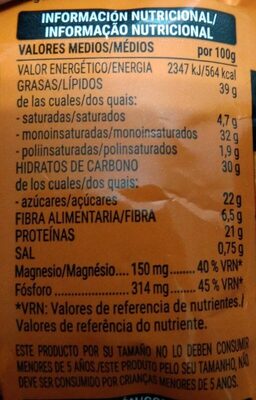 INFORMACIÓN NUTRICIONAL/
INFORMAÇÃO NUTRICIONAL
VALORES MEDIOS/MÉDIOS por 100g
VALOR ENERGÉTICO/ENERGIA 2347 kJ/564 kcal
GRASAS/LÍPIDOS 39 g
de las cuales/dos quais:
- saturadas/saturados 4,7 g
- monoinsaturadas/monoinsaturados 32 g
- poliinsaturadas/polinsaturados 1,9 g
HIDRATOS DE CARBONO 30 g
de los cuales/dos quais:
- azúcares/açúcares 22 g
FIBRA ALIMENTARIA/FIBRA 6,5 g
PROTEÍNAS 21 g
SAL 0,75 g
Magnesio/Magnésio.... 150 mg......... 40 % VRN*
Fósforo ................. 314 mg......... 45 % VRN*
*VRN: Valores de referencia de nutrientes./
Valores de referência do nutriente.
ESTE PRODUCTO POR SU TAMAÑO NO LO DEBEN CONSUMIR
MENORES DE 5 AÑOS./ESTE PRODUTO PELO SEU TAMANHO, NÃO
DEVE SER CONSUMIDO POR CRIANÇAS MENORES DE 5 ANOS.